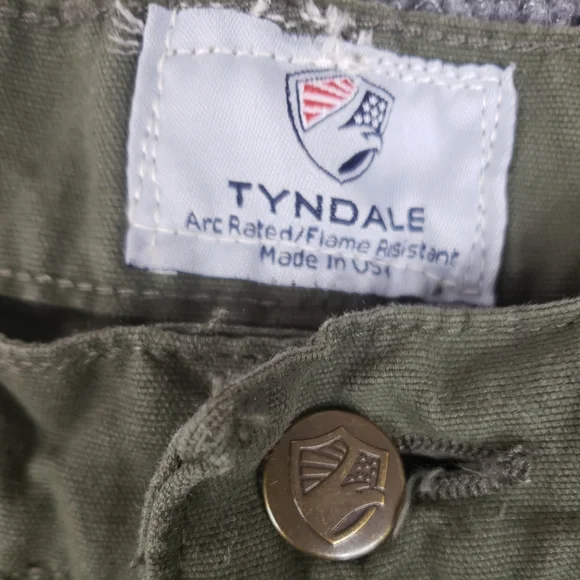 TYNDALE
Arc Rated/Flame Resistant
Made In USA